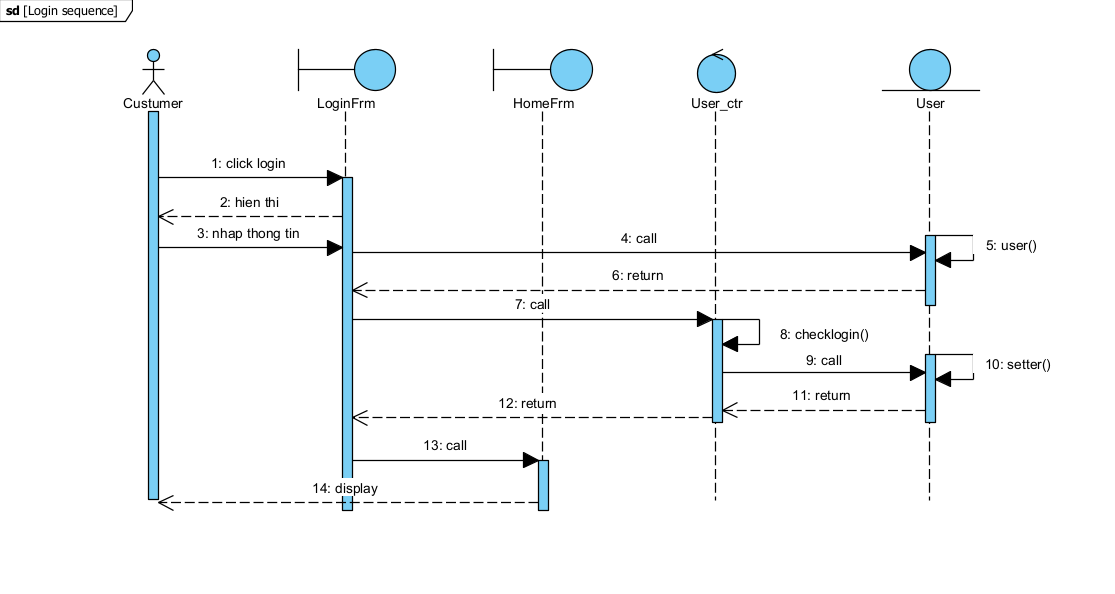 sd [Login sequence]
Custumer
LoginFrm
HomeFrm
User_ctr
User
1: click login
2: hien thi
3: nhap thong tin
4: call
5: user()
6: return
7: call
8: checklogin()
9: call
10: setter()
11: return
12: return
13: call
14: display